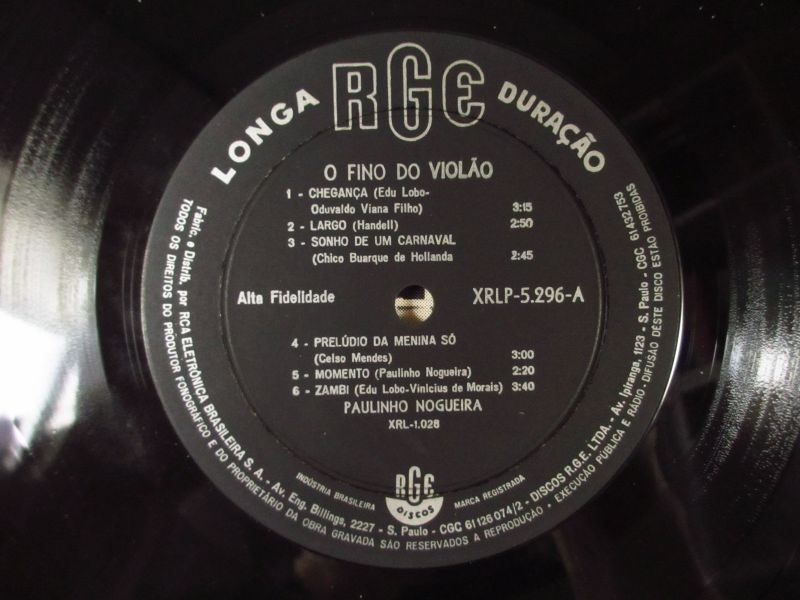 LONGA RGE DURAÇÃO
O FINO DO VIOLÃO
1 - CHEGANÇA (Edu Lobo-
Oduvaldo Viana Filho) 3:15
2 - LARGO (Handell) 2:50
3 - SONHO DE UM CARNAVAL
(Chico Buarque de Hollanda 2:45
Alta Fidelidade XRLP-5.296-A
4 - PRELÚDIO DA MENINA SÓ
(Celso Mendes) 3:00
5 - MOMENTO (Paulinho Nogueira) 2:20
6 - ZAMBI (Edu Lobo-Vinicius de Morais) 3:40
PAULINHO NOGUEIRA
XRL-1.028
INDÚSTRIA BRASILEIRA RGE DISCOS MARCA REGISTRADA
Fabric. e Distrib. por RCA ELETRÔNICA BRASILEIRA S. A. - Av. Eng. Billings, 2227 - S. Paulo - CGC 61 126 074/2 - DISCOS R.G.E. LTDA. - Av. Ipiranga, 1123 - S. Paulo - CGC 61 432 753
TODOS OS DIREITOS DO PRODUTOR FONOGRÁFICO E DO PROPRIETÁRIO DA OBRA GRAVADA SÃO RESERVADOS A REPRODUÇÃO - EXECUÇÃO PÚBLICA E RÁDIO-DIFUSÃO DÊSTE DISCO ESTÃO PROIBIDAS